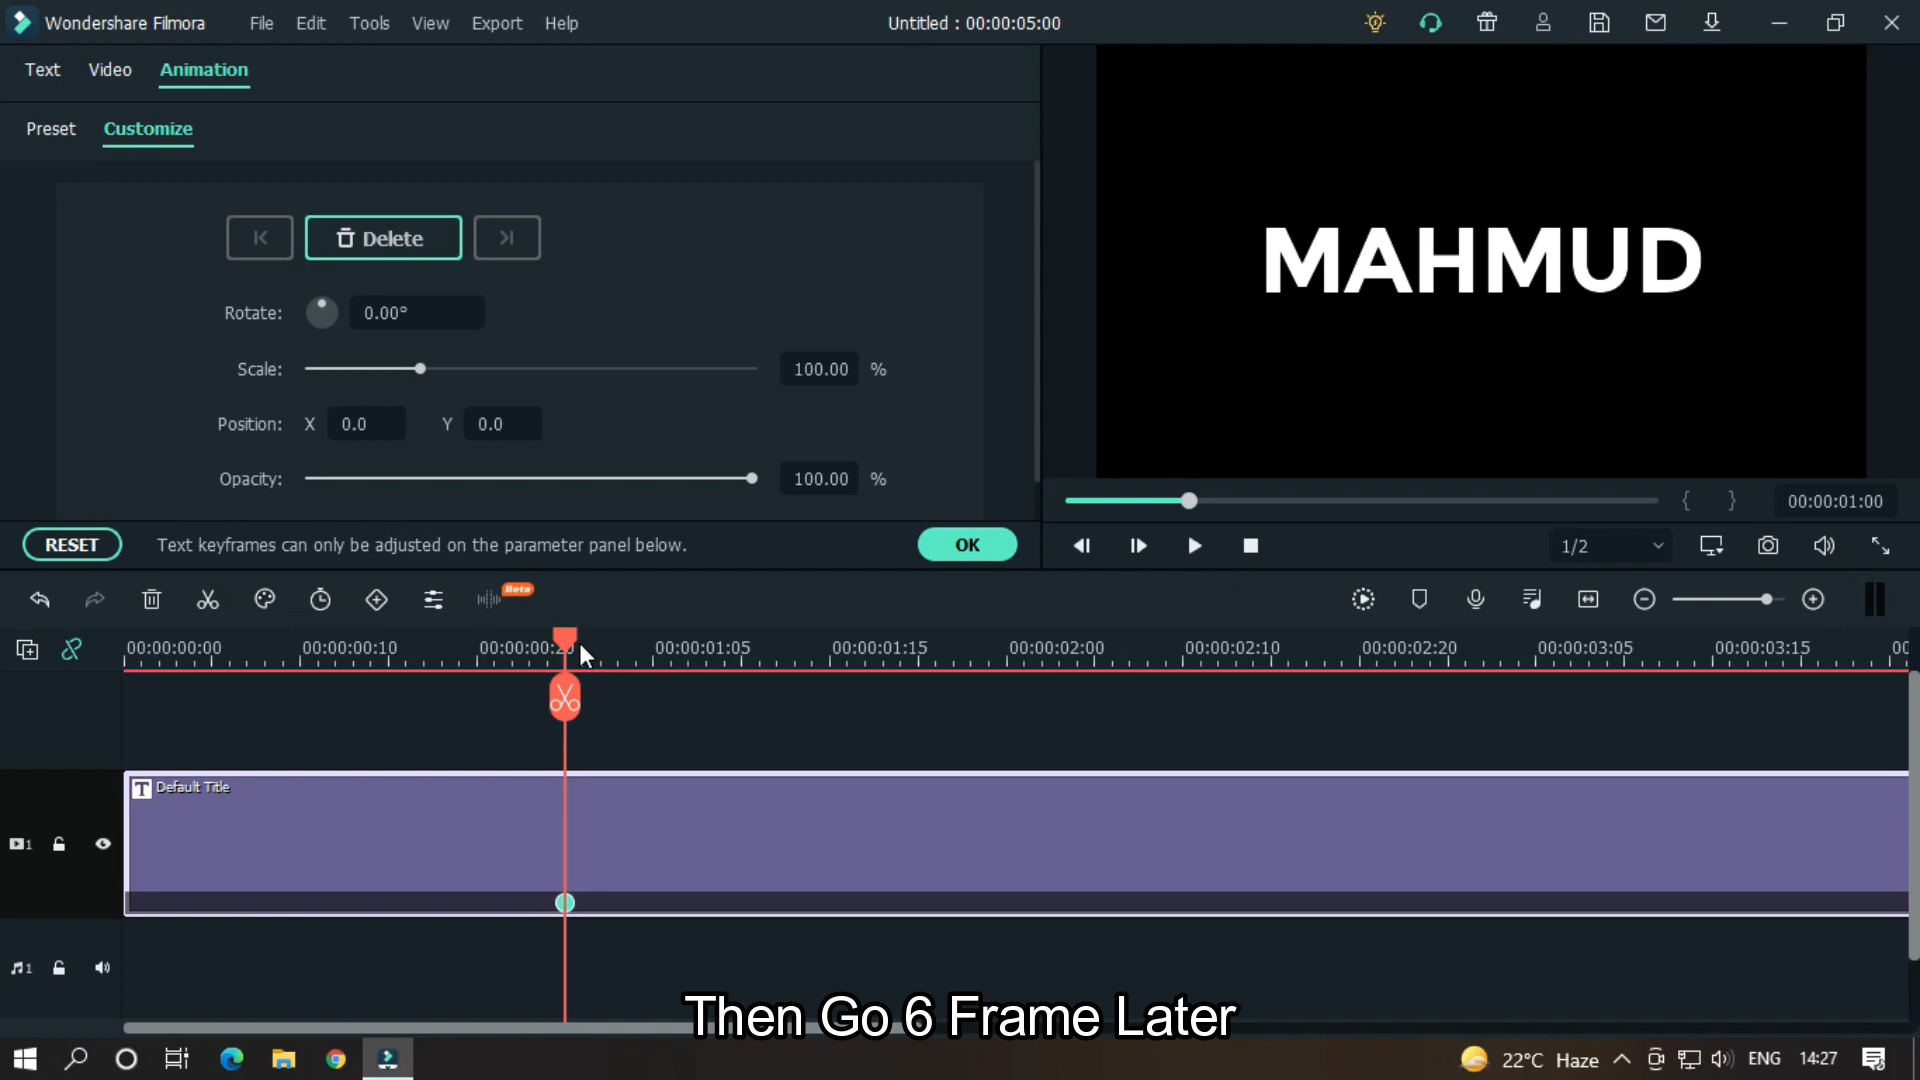 Wondershare Filmora File Edit Tools View Export Help Untitled : 00:00:05:00
Text Video Animation
Preset Customize
Delete
Rotate: 0.00°
Scale: 100.00 %
Position: X 0.0 Y 0.0
Opacity: 100.00 %
MAHMUD
{ } 00:00:01:00
RESET Text keyframes can only be adjusted on the parameter panel below. OK
1/2
Beta
00:00:00:00 00:00:00:10 00:00:01:05 00:00:01:15 00:00:02:00 00:00:02:10 00:00:02:20 00:00:03:05 00:00:03:15
T Default Title
1
1
Then Go 6 Frame Later
22°C Haze ENG 14:27